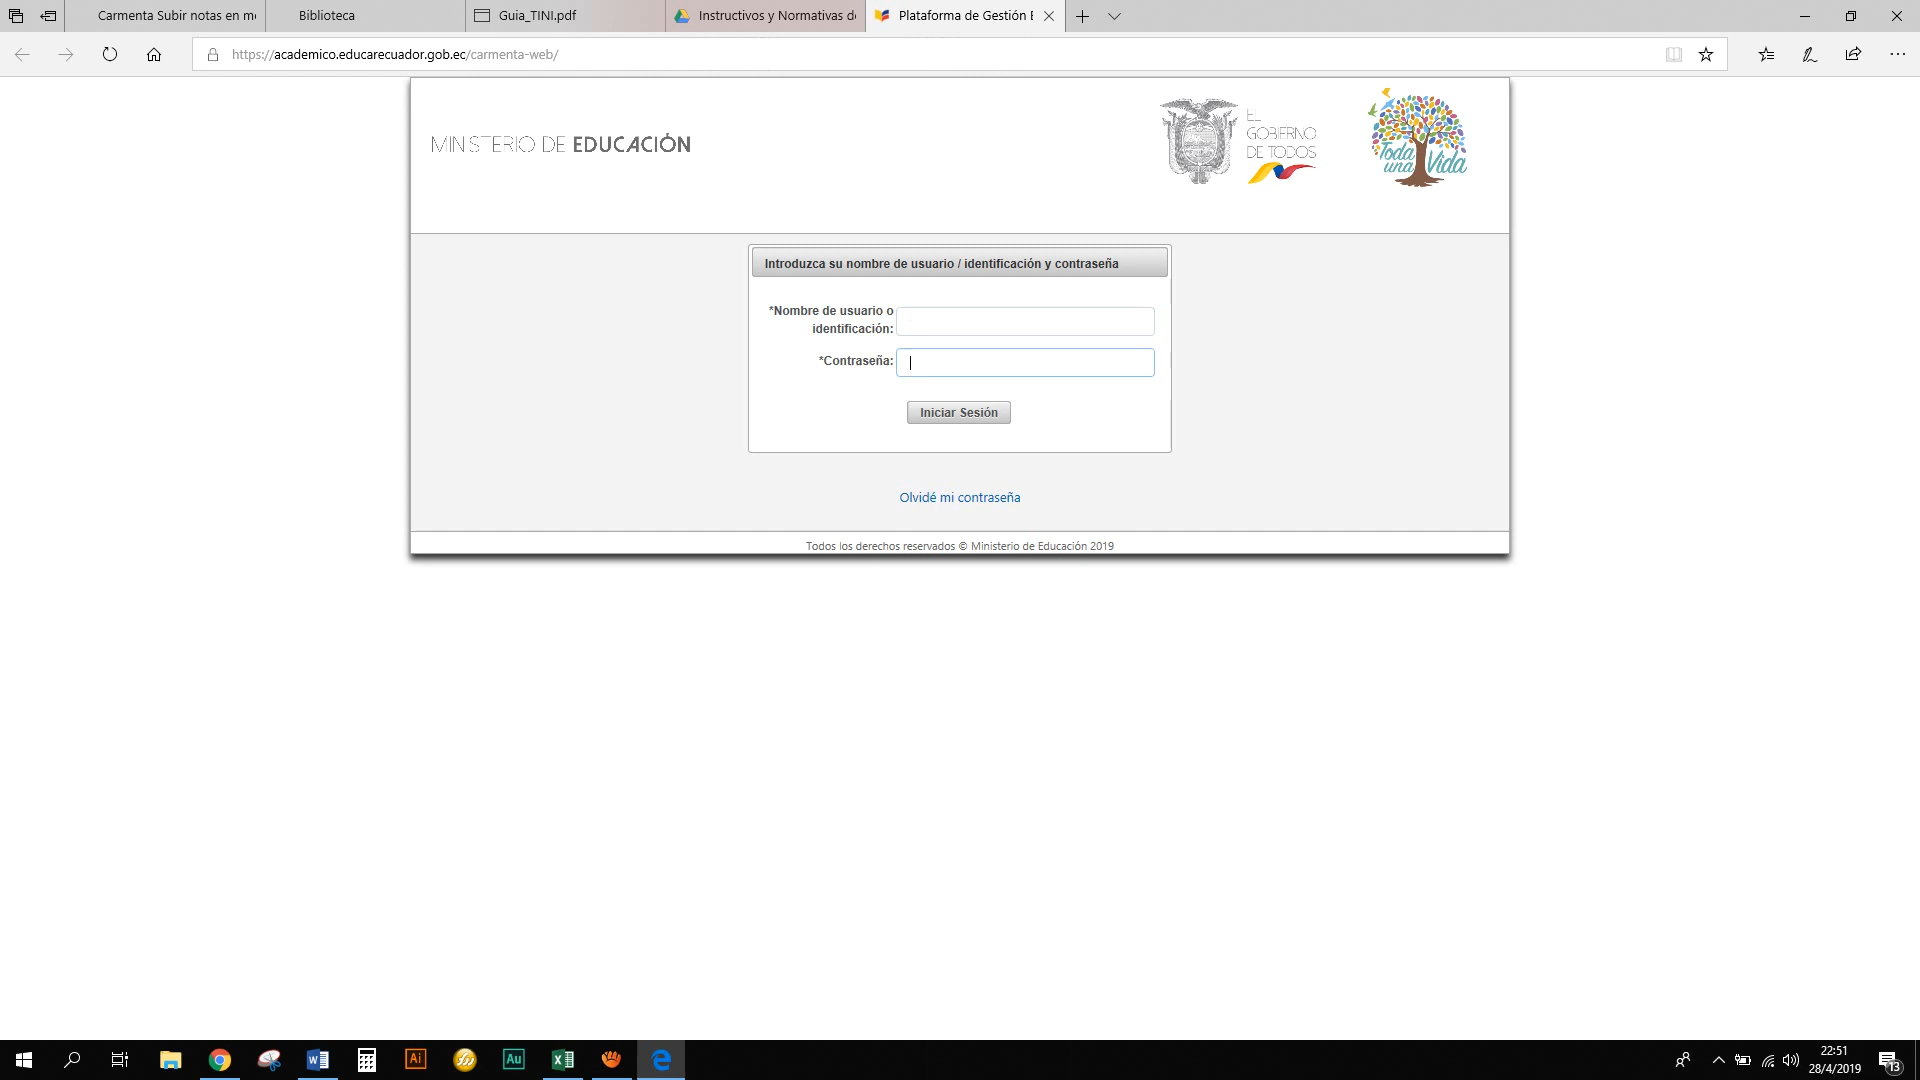 Carmenta Subir notas en m
Biblioteca
Guia_TINI.pdf
Instructivos y Normativas d
Plataforma de Gestión E
https://academico.educarecuador.gob.ec/carmenta-web/
MINISTERIO DE EDUCACIÓN
EL
GOBIERNO
DE TODOS
Toda
una Vida
Introduzca su nombre de usuario / identificación y contraseña
*Nombre de usuario o
identificación:
*Contraseña:
Iniciar Sesión
Olvidé mi contraseña
Todos los derechos reservados © Ministerio de Educación 2019
Ai
Au
22:51
28/4/2019
13